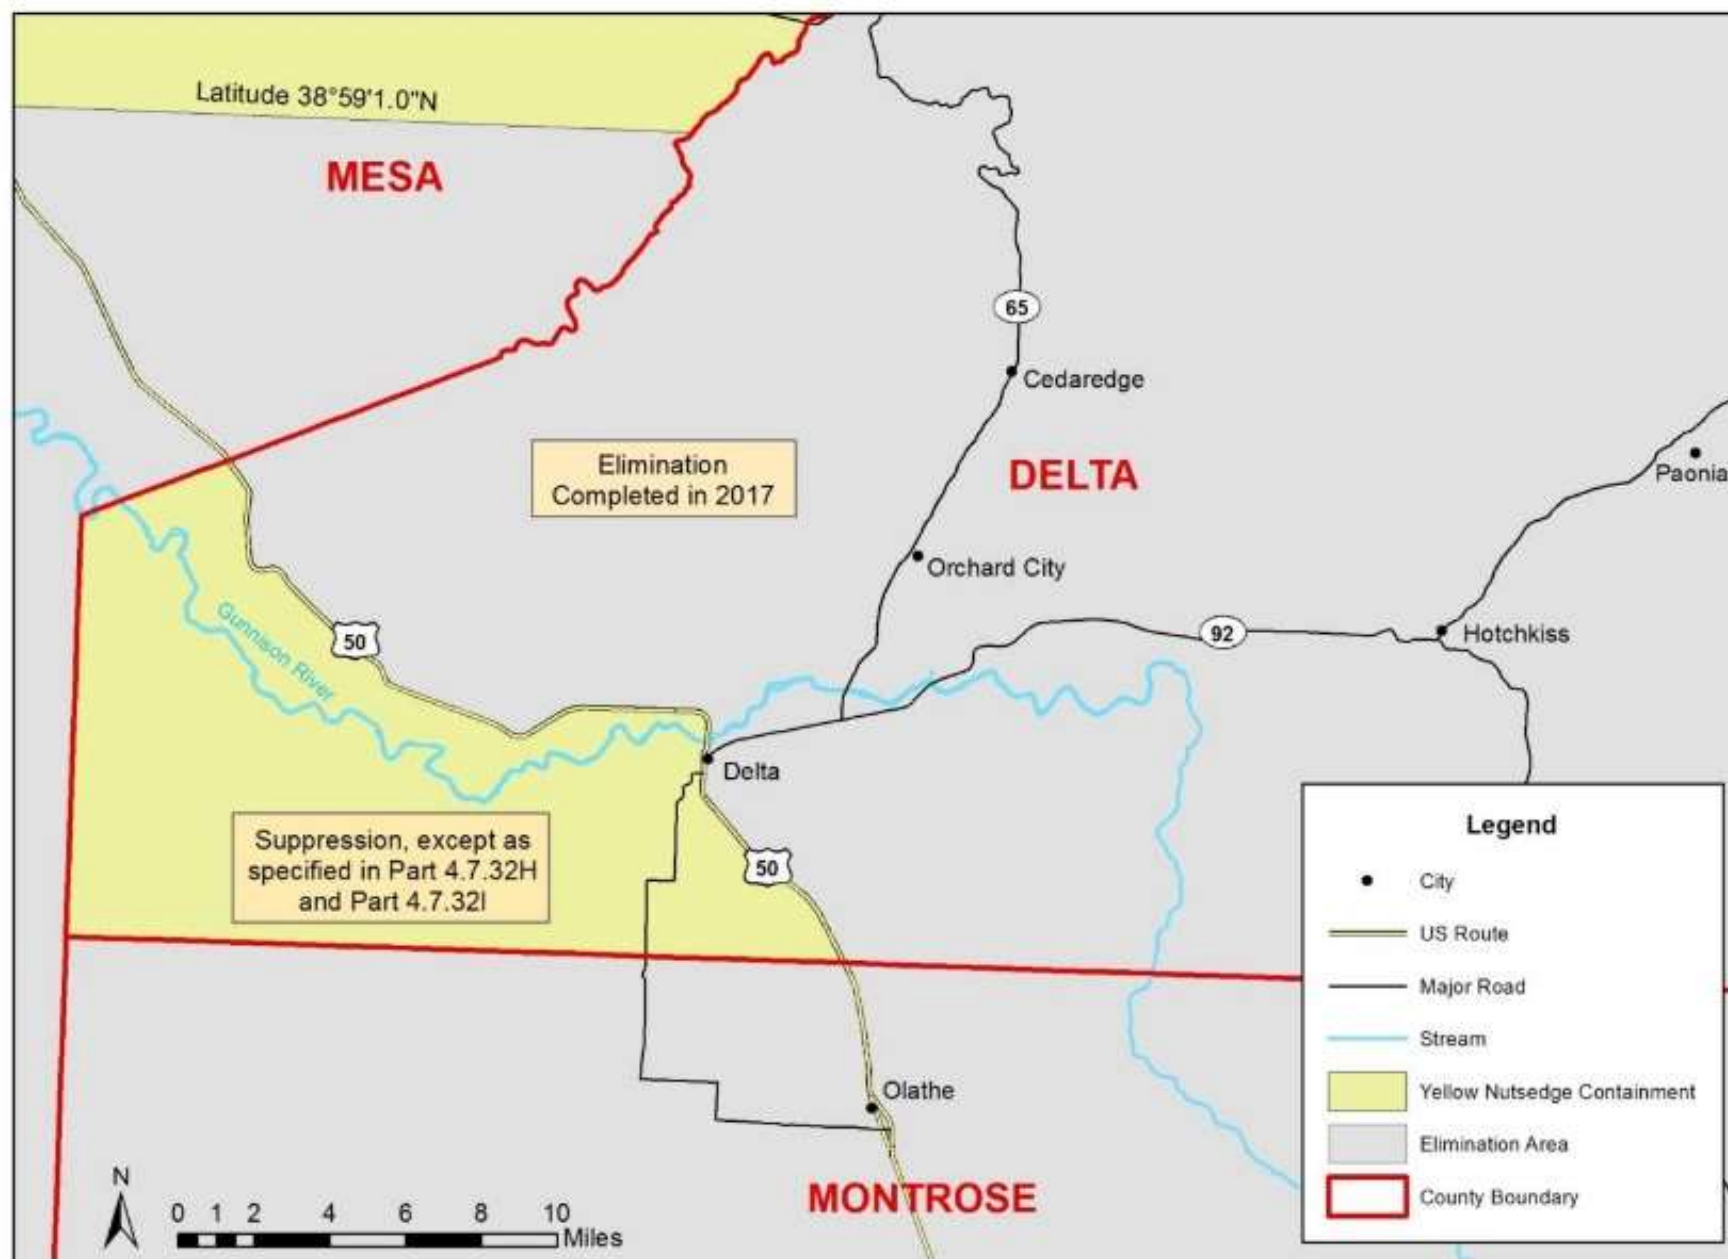 Latitude 38°59'1.0"N
MESA
65
Cedaredge
Elimination
Completed in 2017
DELTA
Paonia
Orchard City
Gunnison River
50
92
Hotchkiss
Delta
Suppression, except as
specified in Part 4.7.32H
and Part 4.7.32I
50
Olathe
MONTROSE
N
0 1 2 4 6 8 10
Miles
Legend
City
US Route
Major Road
Stream
Yellow Nutsedge Containment
Elimination Area
County Boundary